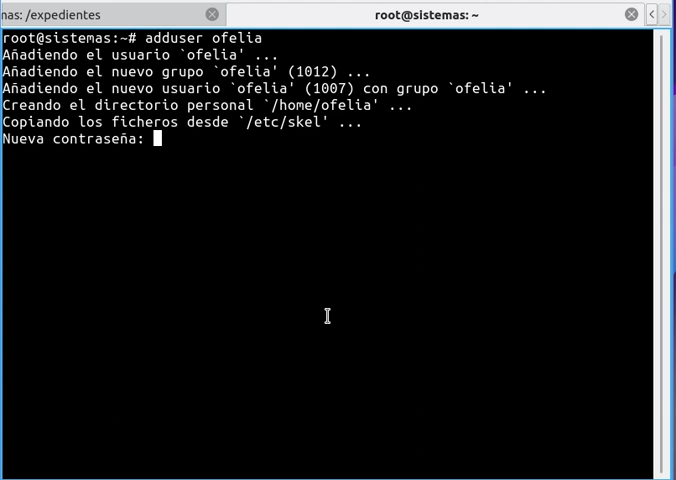 mas: /expedientes
root@sistemas: ~
root@sistemas:~# adduser ofelia
Añadiendo el usuario `ofelia' ...
Añadiendo el nuevo grupo `ofelia' (1012) ...
Añadiendo el nuevo usuario `ofelia' (1007) con grupo `ofelia' ...
Creando el directorio personal `/home/ofelia' ...
Copiando los ficheros desde `/etc/skel' ...
Nueva contraseña: